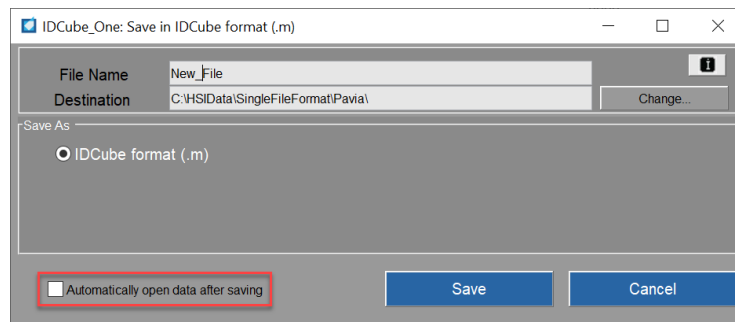 IDCube_One: Save in IDCube format (.m)
File Name New_File
Destination C:\HSIData\SingleFileFormat\Pavia\ Change...
Save As
IDCube format (.m)
Automatically open data after saving Save Cancel